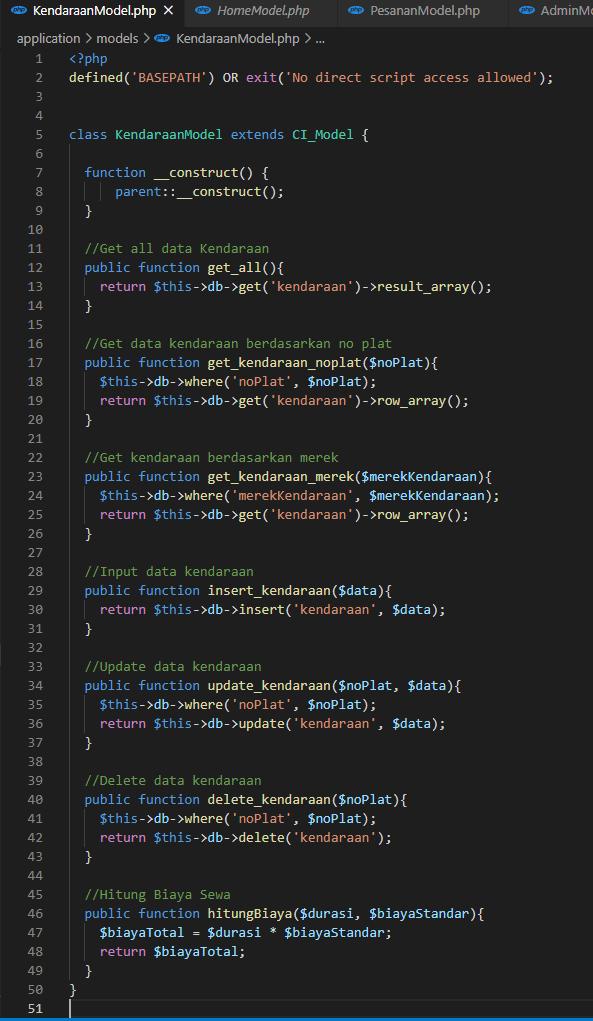 KendaraanModel.php HomeModel.php PesananModel.php AdminMo
application > models > KendaraanModel.php > ...
1 <?php
2 defined('BASEPATH') OR exit('No direct script access allowed');
3
4
5 class KendaraanModel extends CI_Model {
6
7 function __construct() {
8 parent::__construct();
9 }
10
11 //Get all data Kendaraan
12 public function get_all(){
13 return $this->db->get('kendaraan')->result_array();
14 }
15
16 //Get data kendaraan berdasarkan no plat
17 public function get_kendaraan_noplat($noPlat){
18 $this->db->where('noPlat', $noPlat);
19 return $this->db->get('kendaraan')->row_array();
20 }
21
22 //Get kendaraan berdasarkan merek
23 public function get_kendaraan_merek($merekKendaraan){
24 $this->db->where('merekKendaraan', $merekKendaraan);
25 return $this->db->get('kendaraan')->row_array();
26 }
27
28 //Input data kendaraan
29 public function insert_kendaraan($data){
30 return $this->db->insert('kendaraan', $data);
31 }
32
33 //Update data kendaraan
34 public function update_kendaraan($noPlat, $data){
35 $this->db->where('noPlat', $noPlat);
36 return $this->db->update('kendaraan', $data);
37 }
38
39 //Delete data kendaraan
40 public function delete_kendaraan($noPlat){
41 $this->db->where('noPlat', $noPlat);
42 return $this->db->delete('kendaraan');
43 }
44
45 //Hitung Biaya Sewa
46 public function hitungBiaya($durasi, $biayaStandar){
47 $biayaTotal = $durasi * $biayaStandar;
48 return $biayaTotal;
49 }
50 }
51